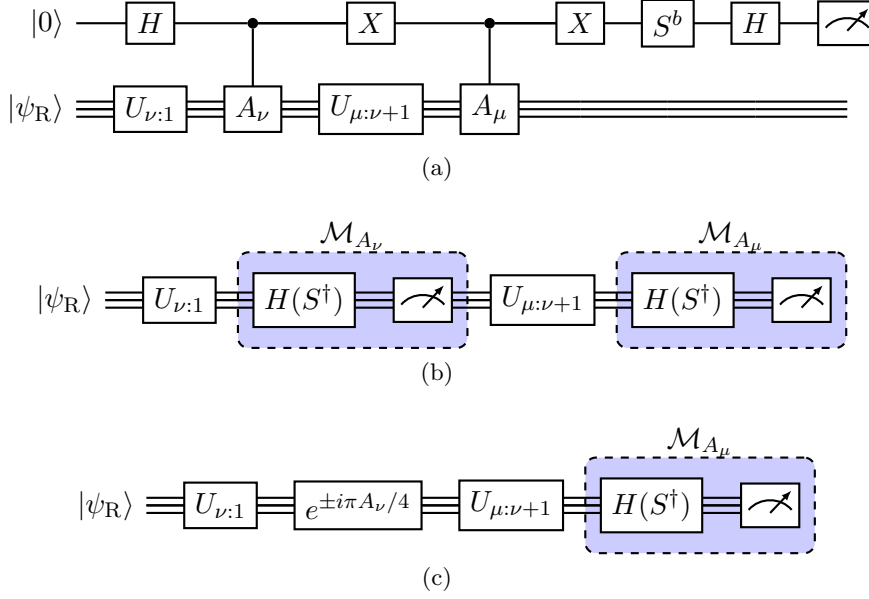 |0⟩ H X X S^b H
|ψ_R⟩ U_{ν:1} A_ν U_{μ:ν+1} A_μ
(a)
ℳ_{A_ν} ℳ_{A_μ}
|ψ_R⟩ U_{ν:1} H(S^†) U_{μ:ν+1} H(S^†)
(b)
ℳ_{A_μ}
|ψ_R⟩ U_{ν:1} e^{±iπA_ν/4} U_{μ:ν+1} H(S^†)
(c)